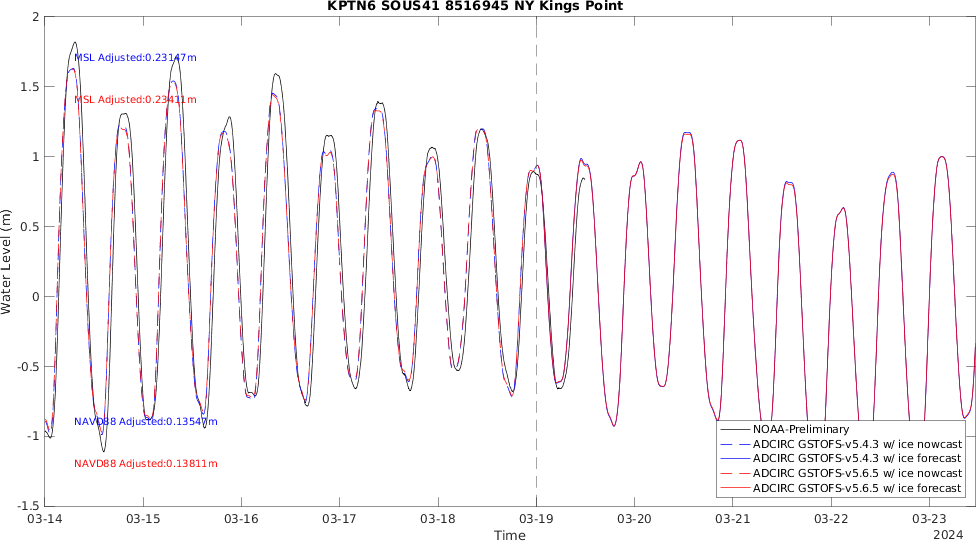 KPTN6 SOUS41 8516945 NY Kings Point
2
1.5
1
0.5
0
-0.5
-1
-1.5
Water Level (m)
MSL Adjusted:0.23147m
MSL Adjusted:0.23411m
NAVD88 Adjusted:0.13547m
NAVD88 Adjusted:0.13811m
NOAA-Preliminary
ADCIRC GSTOFS-v5.4.3 w/ ice nowcast
ADCIRC GSTOFS-v5.4.3 w/ ice forecast
ADCIRC GSTOFS-v5.6.5 w/ ice nowcast
ADCIRC GSTOFS-v5.6.5 w/ ice forecast
03-14 03-15 03-16 03-17 03-18 03-19 03-20 03-21 03-22 03-23
Time
2024